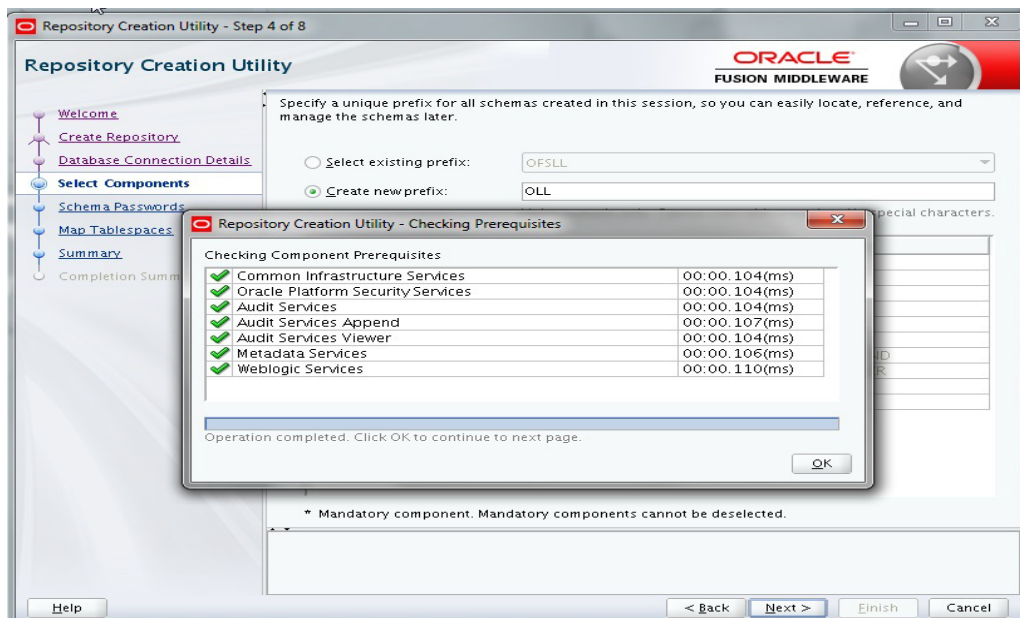 Repository Creation Utility - Step 4 of 8
Repository Creation Utility
ORACLE
FUSION MIDDLEWARE
Welcome
Create Repository
Database Connection Details
Select Components
Schema Passwords
Map Tablespaces
Summary
Completion Summ
Specify a unique prefix for all schemas created in this session, so you can easily locate, reference, and
manage the schemas later.
Select existing prefix:
OFSLL
Create new prefix:
OLL
special characters.
Repository Creation Utility - Checking Prerequisites
Checking Component Prerequisites
Common Infrastructure Services 00:00.104(ms)
Oracle Platform Security Services 00:00.104(ms)
Audit Services 00:00.104(ms)
Audit Services Append 00:00.107(ms)
Audit Services Viewer 00:00.104(ms)
Metadata Services 00:00.106(ms)
Weblogic Services 00:00.110(ms)
Operation completed. Click OK to continue to next page.
OK
ND
R
* Mandatory component. Mandatory components cannot be deselected.
Help
< Back
Next >
Finish
Cancel